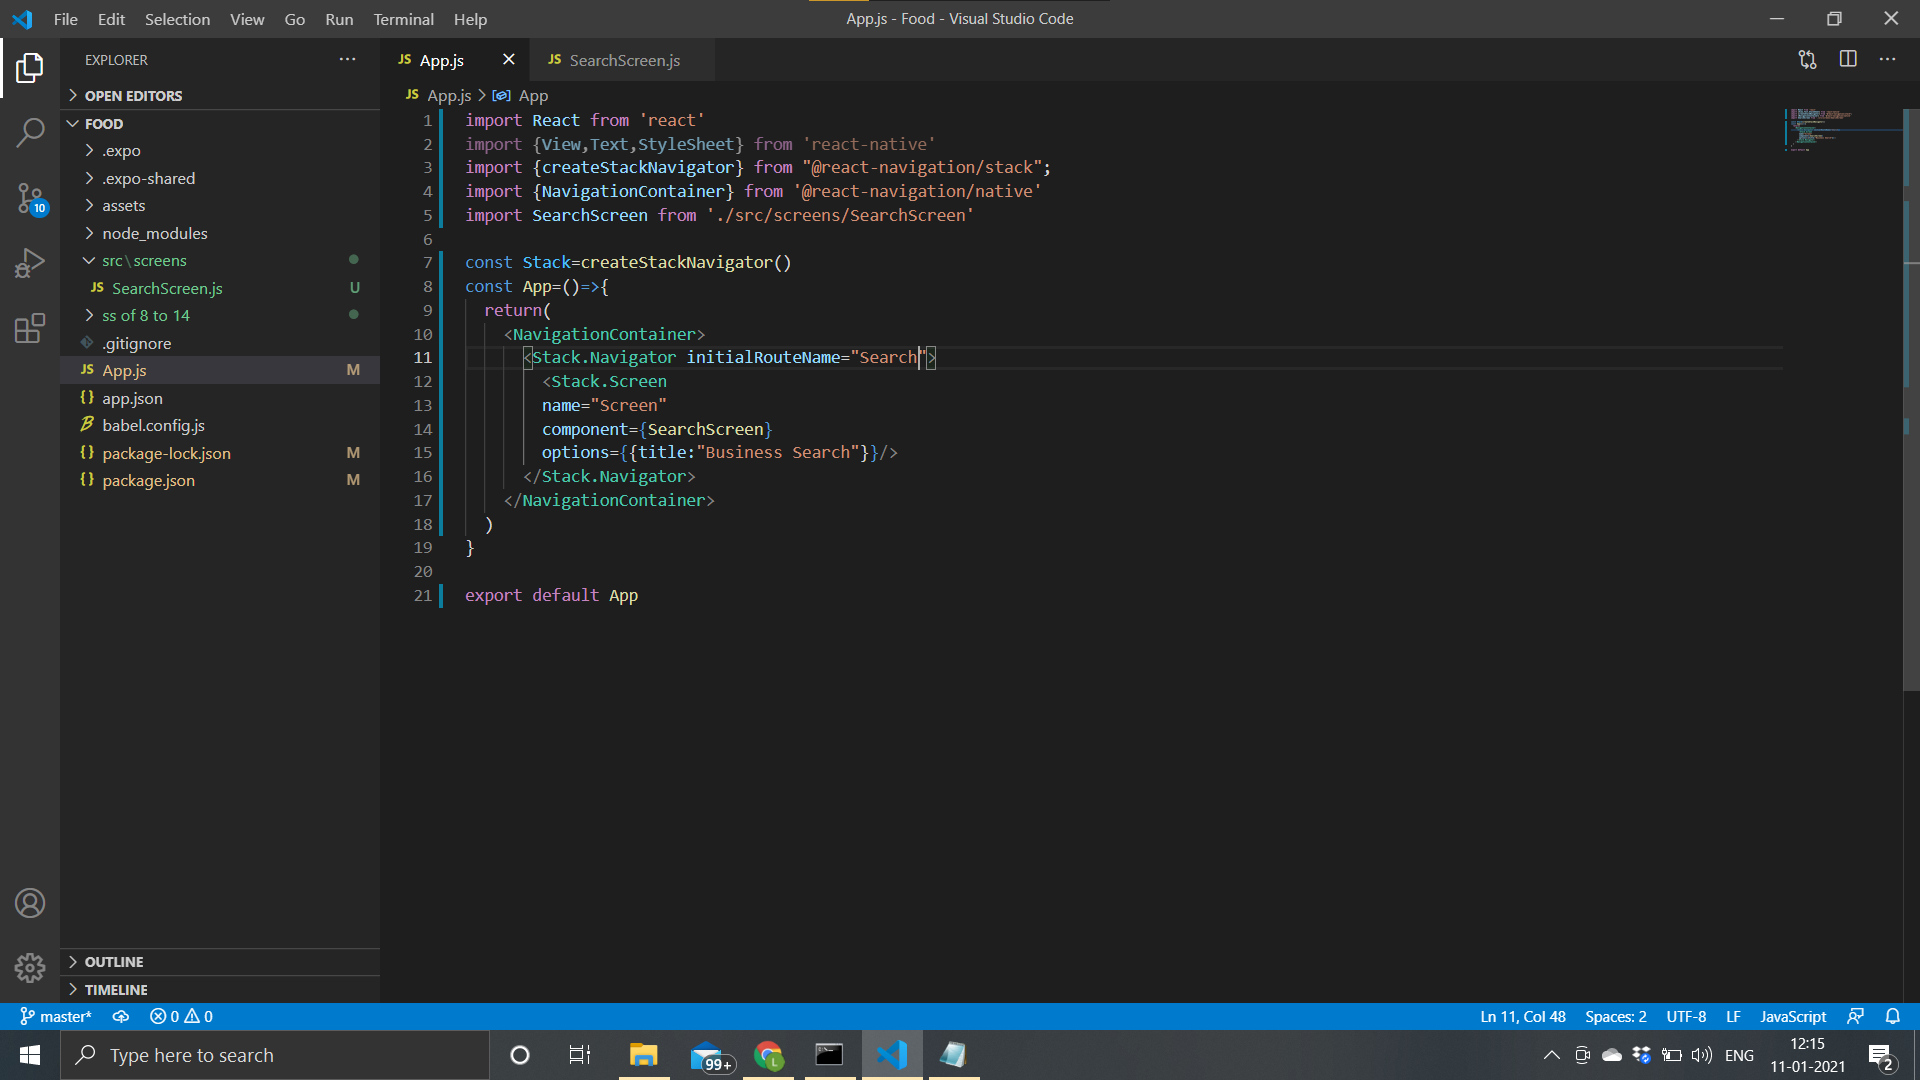 File Edit Selection View Go Run Terminal Help
App.js - Food - Visual Studio Code
EXPLORER
OPEN EDITORS
FOOD
.expo
.expo-shared
assets
node_modules
src\screens
JS SearchScreen.js U
ss of 8 to 14
.gitignore
JS App.js M
{} app.json
babel.config.js
{} package-lock.json M
{} package.json M
OUTLINE
TIMELINE
10
JS App.js
JS SearchScreen.js
JS App.js > App
1 import React from 'react'
2 import {View,Text,StyleSheet} from 'react-native'
3 import {createStackNavigator} from "@react-navigation/stack";
4 import {NavigationContainer} from '@react-navigation/native'
5 import SearchScreen from './src/screens/SearchScreen'
6
7 const Stack=createStackNavigator()
8 const App=()=>{
9 return(
10 <NavigationContainer>
11 <Stack.Navigator initialRouteName="Search">
12 <Stack.Screen
13 name="Screen"
14 component={SearchScreen}
15 options={{title:"Business Search"}}/>
16 </Stack.Navigator>
17 </NavigationContainer>
18 )
19 }
20
21 export default App
master* 0 0
Ln 11, Col 48 Spaces: 2 UTF-8 LF JavaScript
Type here to search
99+
L
ENG
12:15
11-01-2021
2